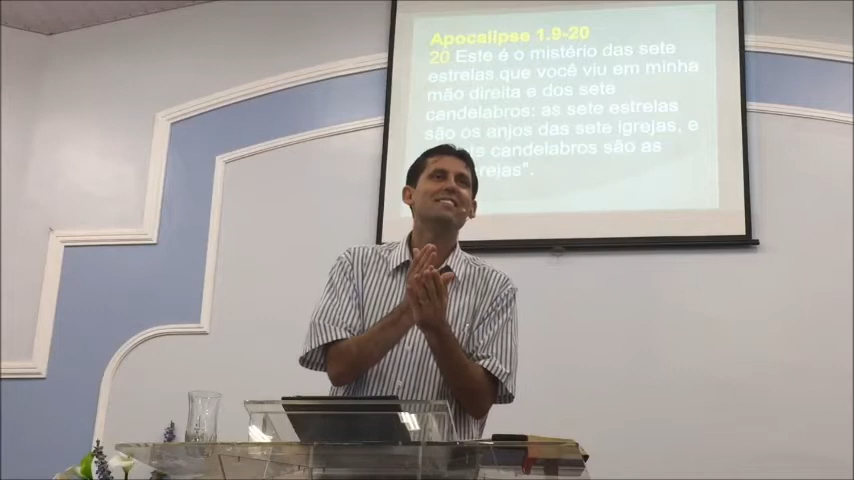 Apocalipse 1.9-20
20 Este é o mistério das sete
estrelas que você viu em minha
mão direita e dos sete
candelabros: as sete estrelas
são os anjos das sete igrejas, e
candelabros são as